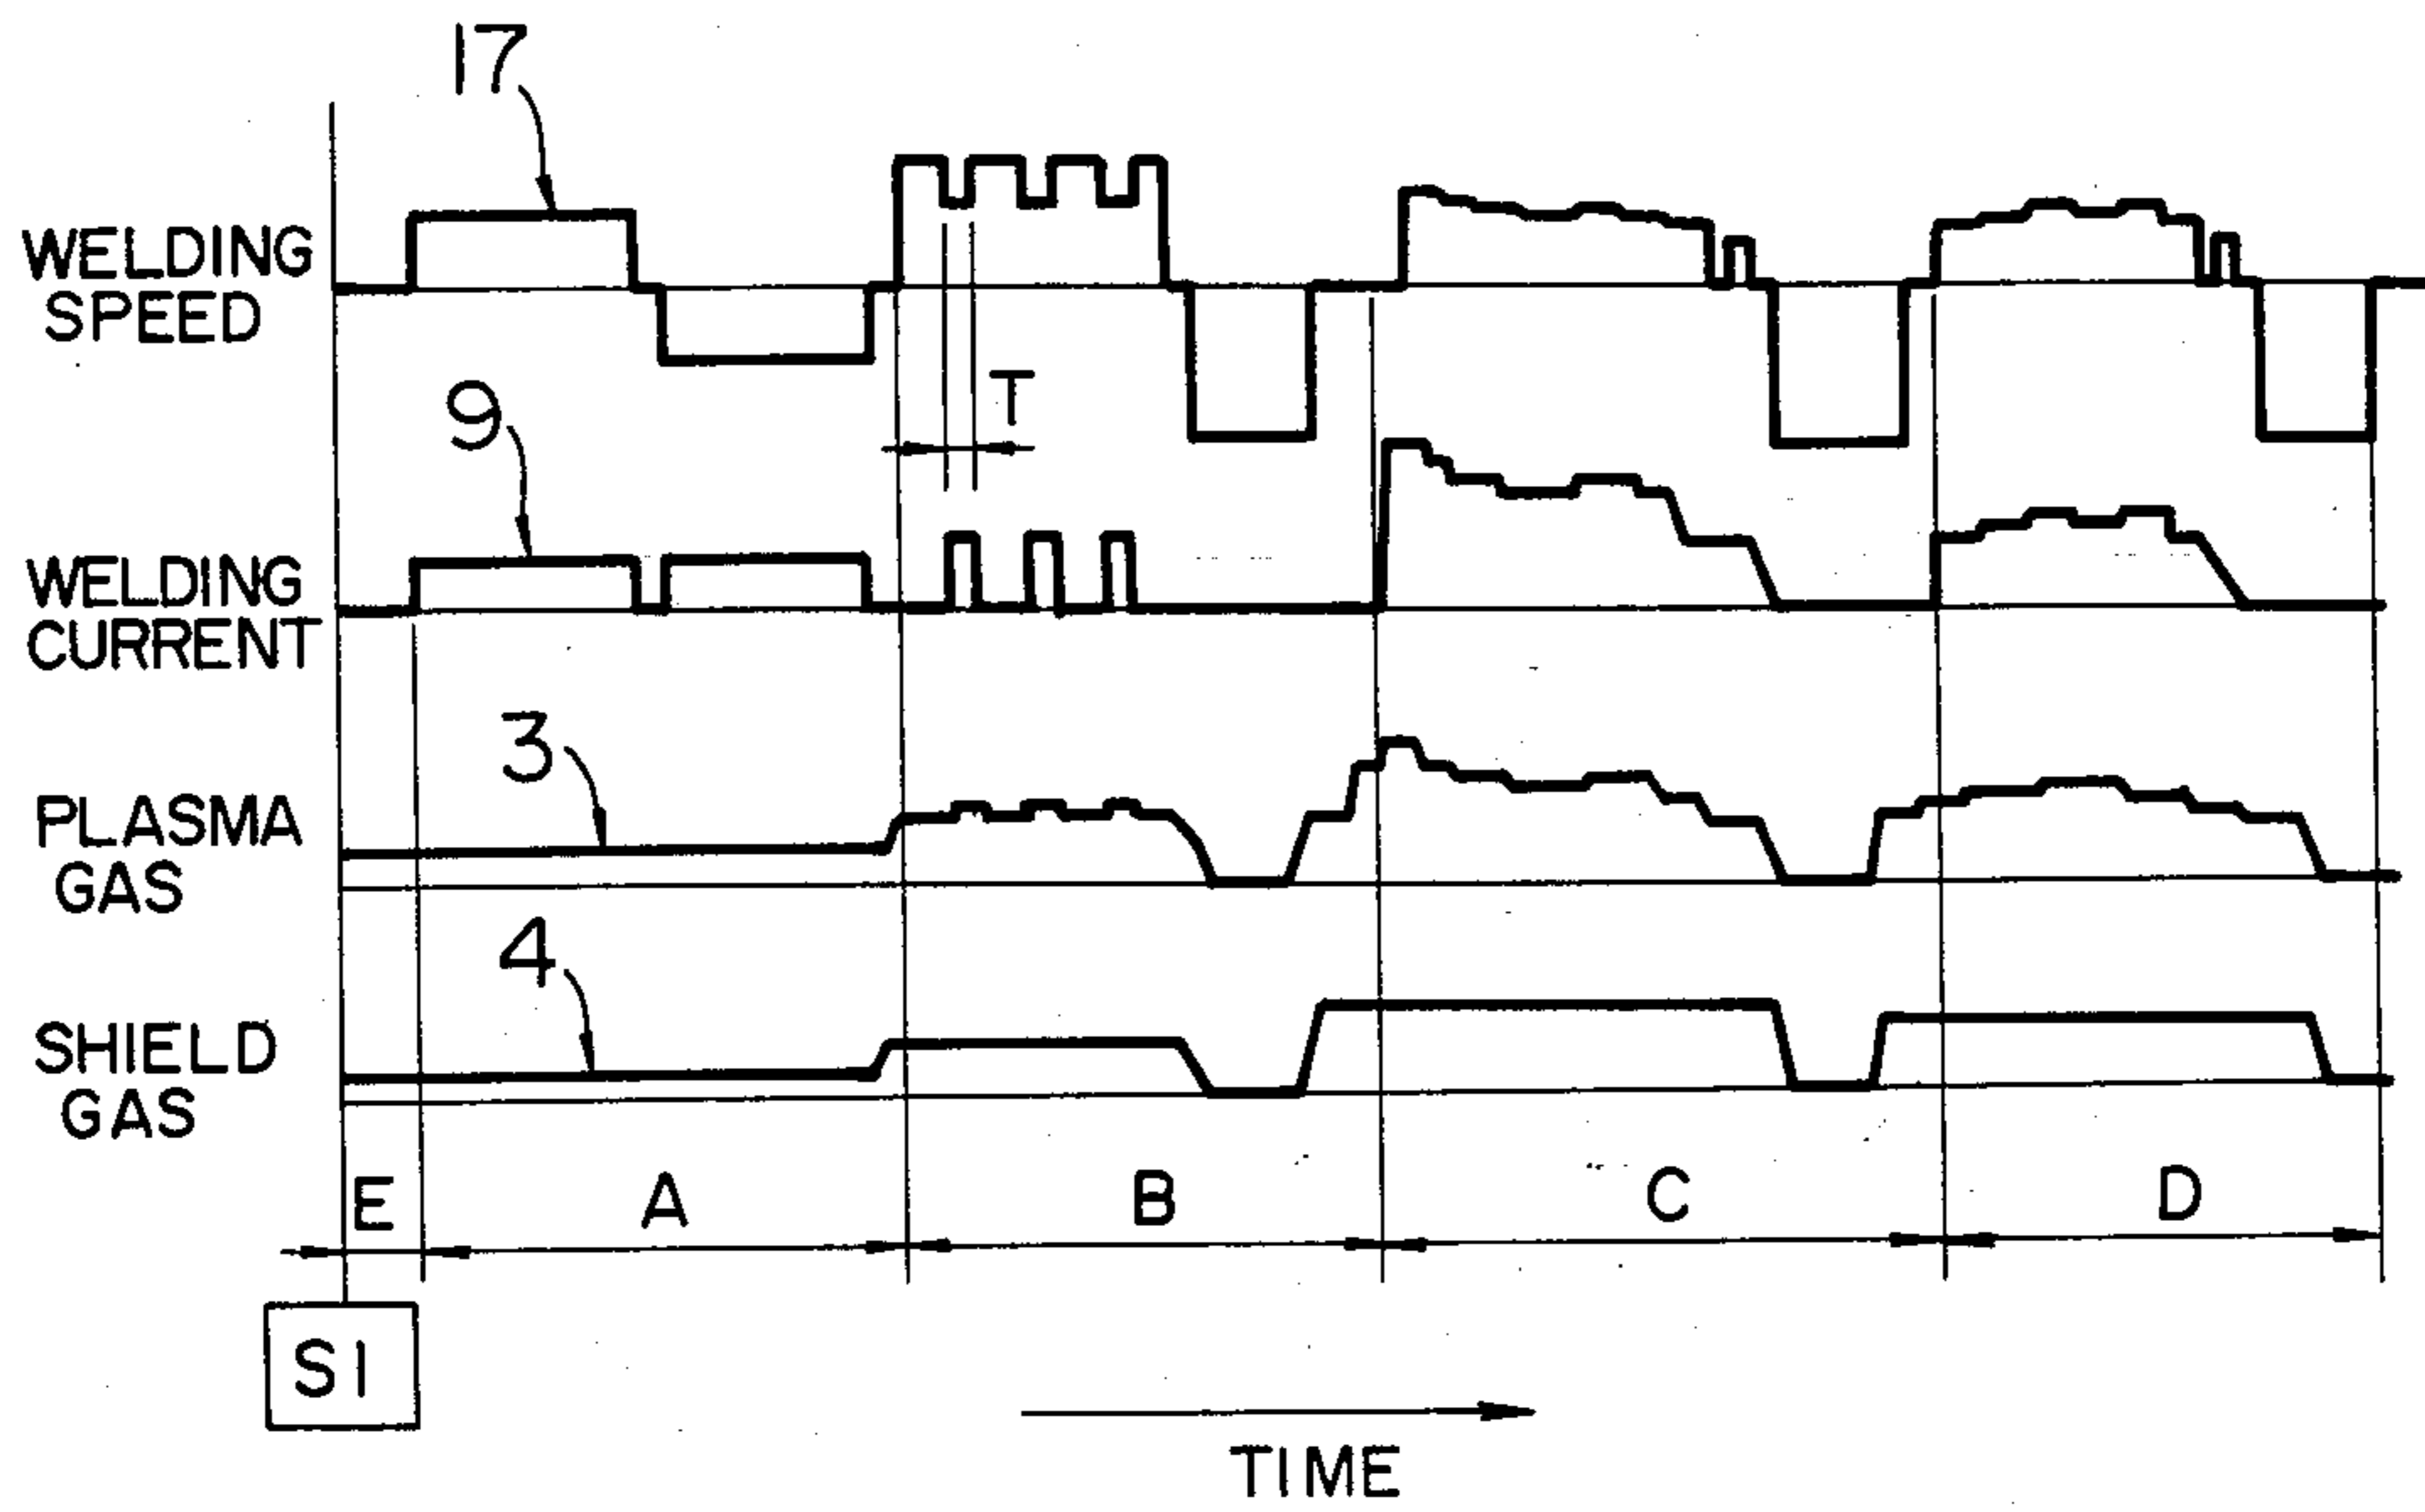 17
WELDING
SPEED
T
9
WELDING
CURRENT
3
PLASMA
GAS
4
SHIELD
GAS
E A B C D
S1
TIME